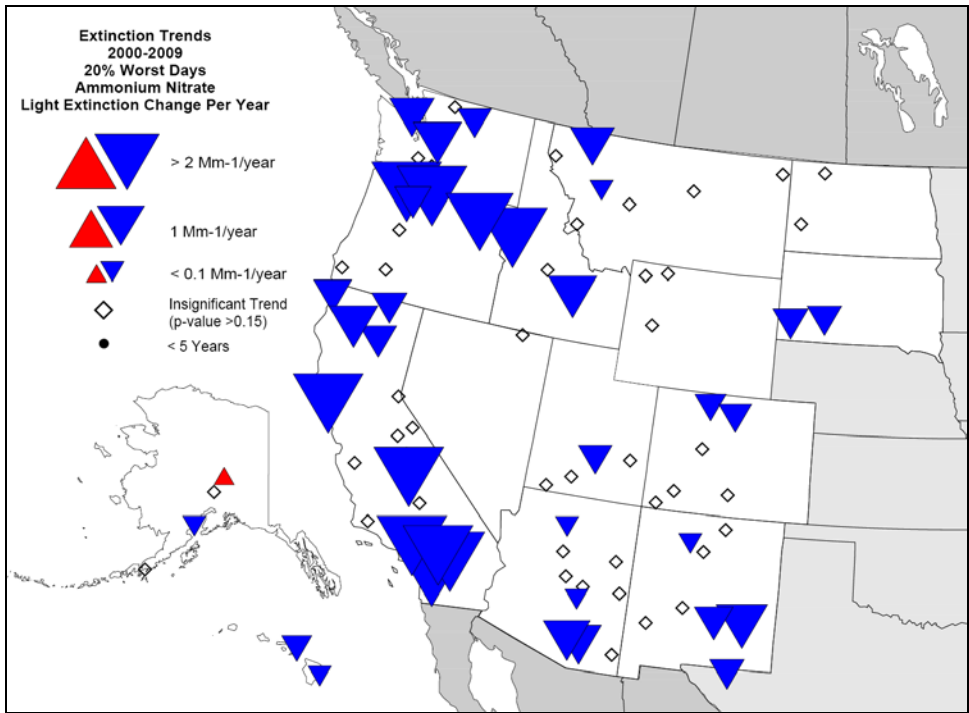 Extinction Trends
2000-2009
20% Worst Days
Ammonium Nitrate
Light Extinction Change Per Year
> 2 Mm-1/year
1 Mm-1/year
< 0.1 Mm-1/year
Insignificant Trend
(p-value >0.15)
< 5 Years